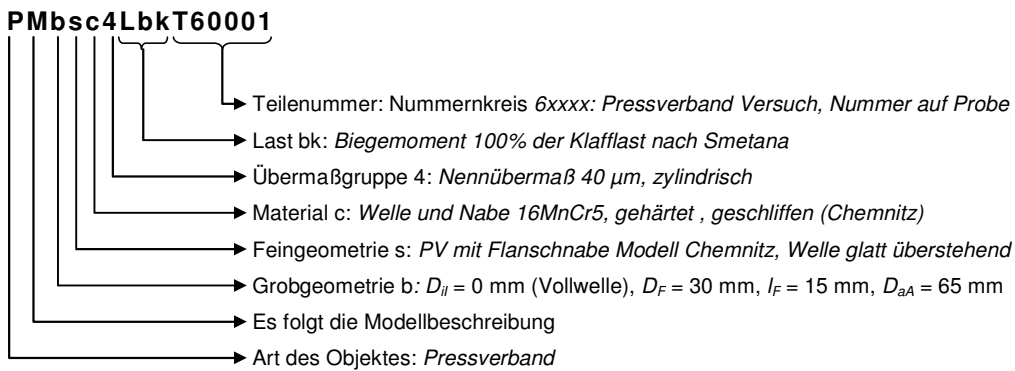 PMbsc4LbkT60001
Teilenummer: Nummernkreis 6xxxx: Pressverband Versuch, Nummer auf Probe
Last bk: Biegemoment 100% der Klafflast nach Smetana
Übermaßgruppe 4: Nennübermaß 40 µm, zylindrisch
Material c: Welle und Nabe 16MnCr5, gehärtet , geschliffen (Chemnitz)
Feingeometrie s: PV mit Flanschnabe Modell Chemnitz, Welle glatt überstehend
Grobgeometrie b: DiI = 0 mm (Vollwelle), DF = 30 mm, lF = 15 mm, DaA = 65 mm
Es folgt die Modellbeschreibung
Art des Objektes: Pressverband